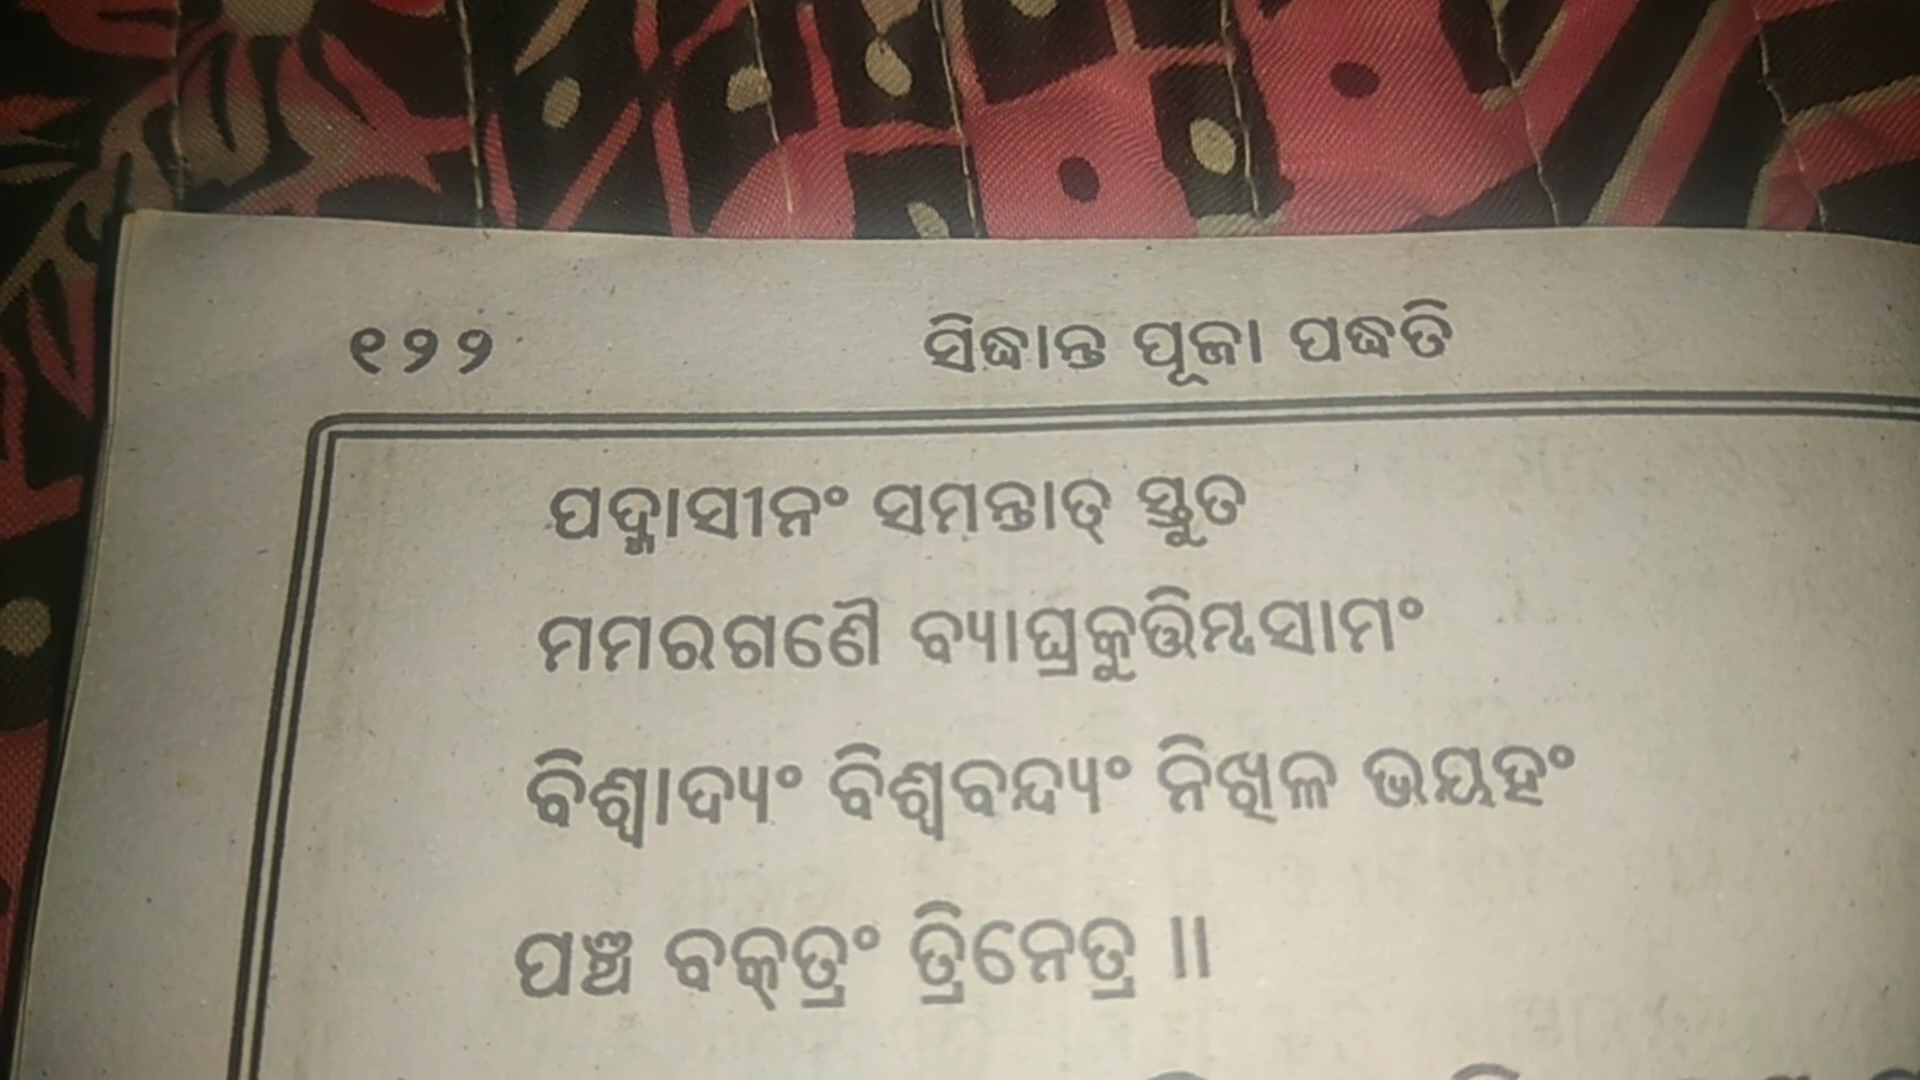 ୧୨୨ ସିଦ୍ଧାନ୍ତ ପୂଜା ପଦ୍ଧତି
ପଦ୍ମାସୀନଂ ସମନ୍ତାତ୍ ସ୍ତୁତ
ମମରଗଣୈ ବ୍ୟାଘ୍ରକୁତ୍ତିମ୍ବସାମଂ
ବିଶ୍ୱାଦ୍ୟଂ ବିଶ୍ୱବନ୍ଦ୍ୟଂ ନିଖିଳ ଭୟହଂ
ପଞ୍ଚ ବକ୍‌ତ୍ରଂ ତ୍ରିନେତ୍ର ॥